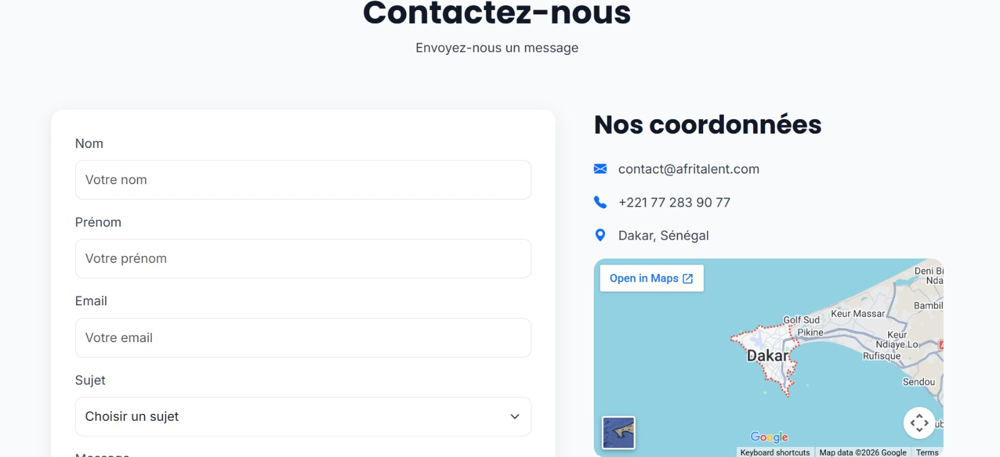 Contactez-nous
Envoyez-nous un message
Nom
Votre nom
Prénom
Votre prénom
Email
Votre email
Sujet
Choisir un sujet
Message
Nos coordonnées
contact@afritalent.com
+221 77 283 90 77
Dakar, Sénégal
Open in Maps
Deni Bi
Nda
Bambil
Keur Massar
Golf Sud
Pikine
Keur
Ndiaye Lo
Rufisque
Dakar
Sendou
Google
Keyboard shortcuts
Map data ©2026 Google
Terms